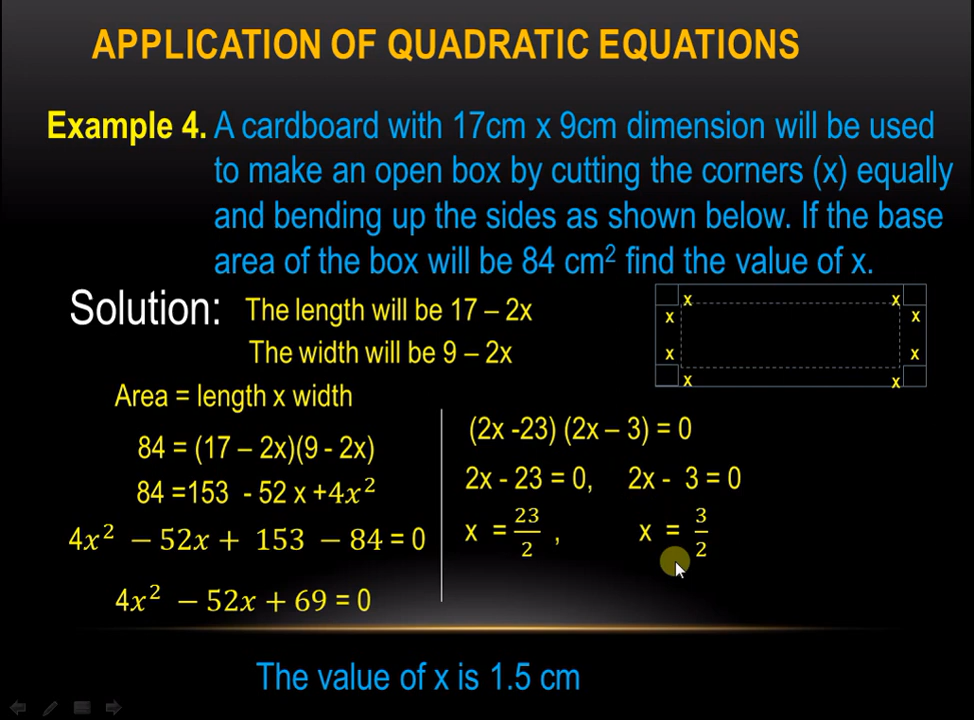 APPLICATION OF QUADRATIC EQUATIONS
Example 4. A cardboard with 17cm x 9cm dimension will be used
to make an open box by cutting the corners (x) equally
and bending up the sides as shown below. If the base
area of the box will be 84 cm² find the value of x.
Solution: The length will be 17 – 2x
The width will be 9 – 2x
x x
x x
x x
x x
Area = length x width
84 = (17 – 2x)(9 - 2x)
84 =153 - 52 x +4x²
4x² − 52x + 153 − 84 = 0
4x² − 52x + 69 = 0
(2x -23) (2x – 3) = 0
2x - 23 = 0, 2x - 3 = 0
x = 23/2 , x = 3/2
The value of x is 1.5 cm